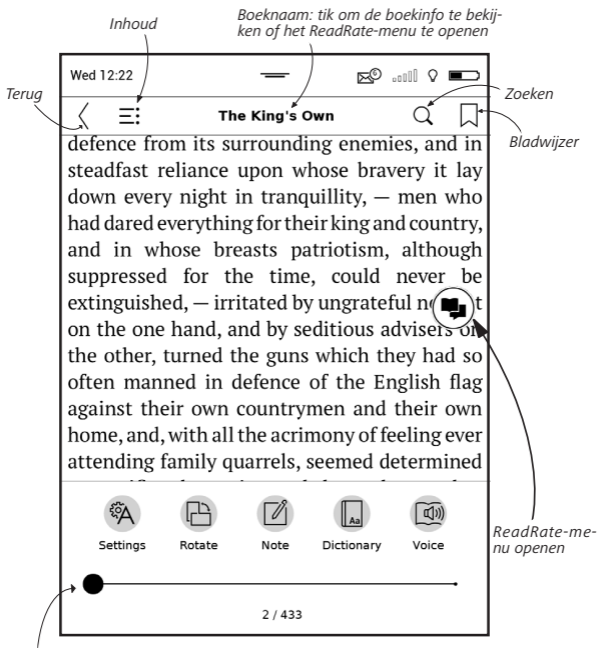 Boeknaam: tik om de boekinfo te bekij-
ken of het ReadRate-menu te openen
Inhoud
Terug
Wed 12:22
Zoeken
The King's Own
Bladwijzer
defence from its surrounding enemies, and in
steadfast reliance upon whose bravery it lay
down every night in tranquillity, — men who
had dared everything for their king and country,
and in whose breasts patriotism, although
suppressed for the time, could never be
extinguished, — irritated by ungrateful
on the one hand, and by seditious advisers on
the other, turned the guns which they had so
often manned in defence of the English flag
against their own countrymen and their own
home, and, with all the acrimony of feeling ever
attending family quarrels, seemed determined
Aa
Settings Rotate Note Dictionary Voice
ReadRate-me-
nu openen
2 / 433